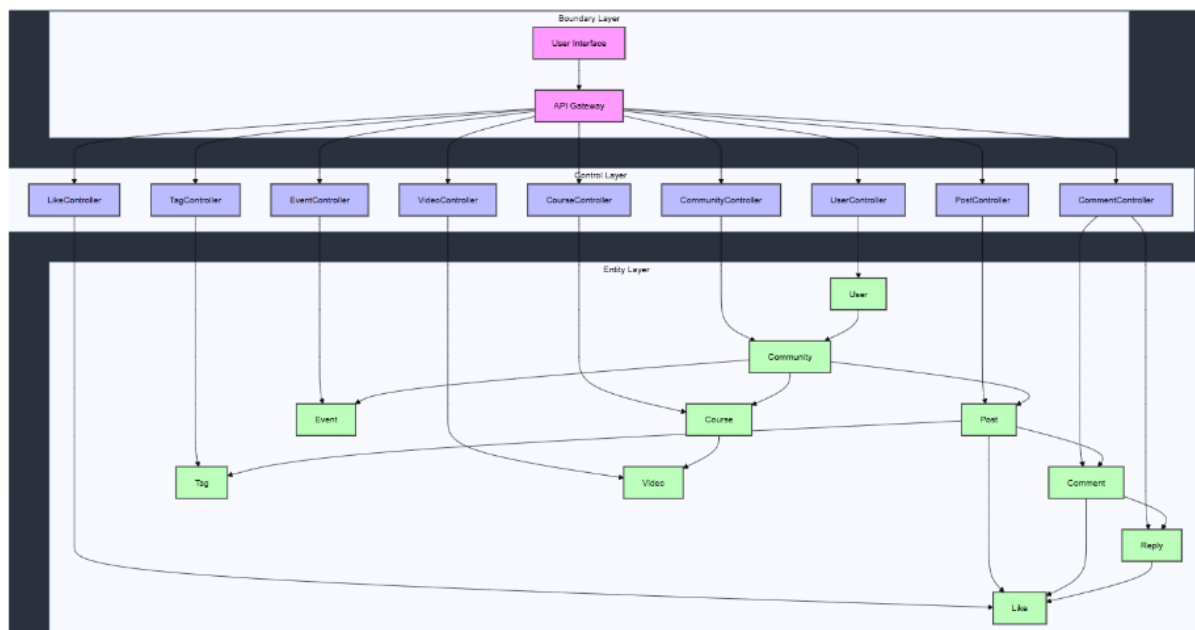 Boundary Layer
User Interface
API Gateway
Control Layer
LikeController
TagController
EventController
VideoController
CourseController
CommunityController
UserController
PostController
CommentController
Entity Layer
User
Community
Event
Course
Post
Tag
Video
Comment
Reply
Like